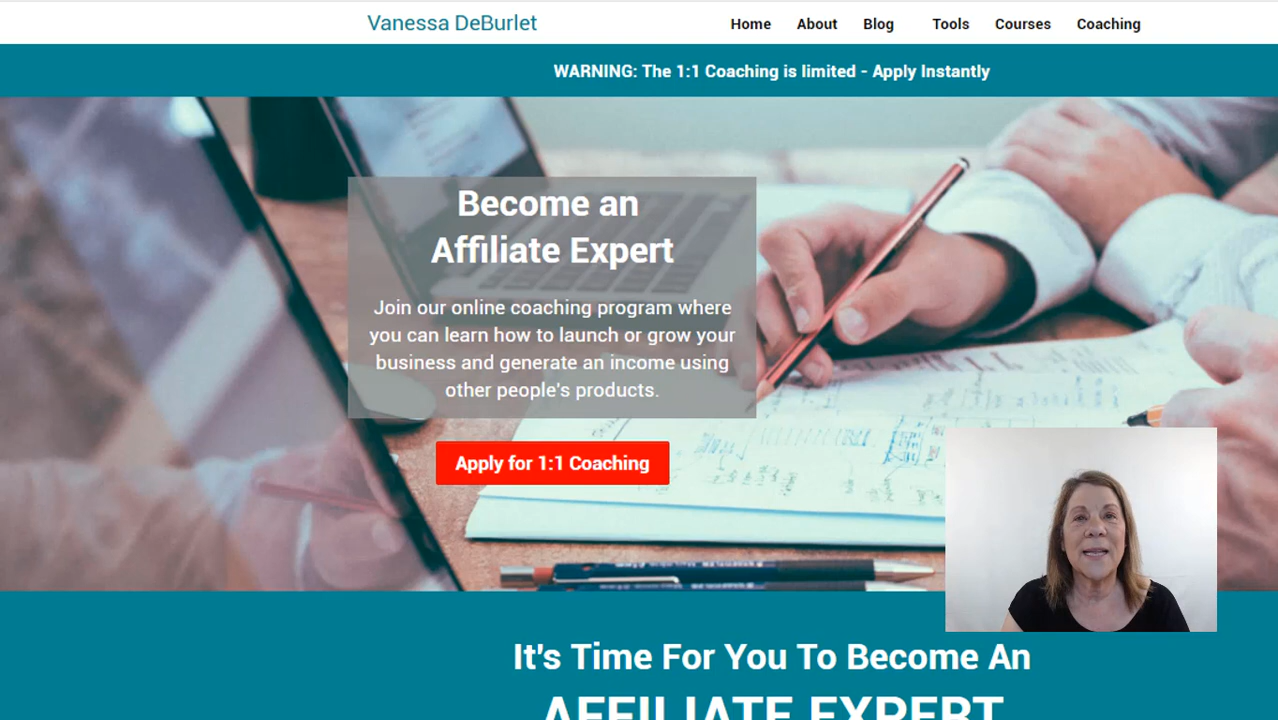 Vanessa DeBurlet
Home About Blog Tools Courses Coaching
WARNING: The 1:1 Coaching is limited - Apply Instantly
Become an
Affiliate Expert
Join our online coaching program where
you can learn how to launch or grow your
business and generate an income using
other people's products.
Apply for 1:1 Coaching
It's Time For You To Become An
AFFILIATE EXPERT